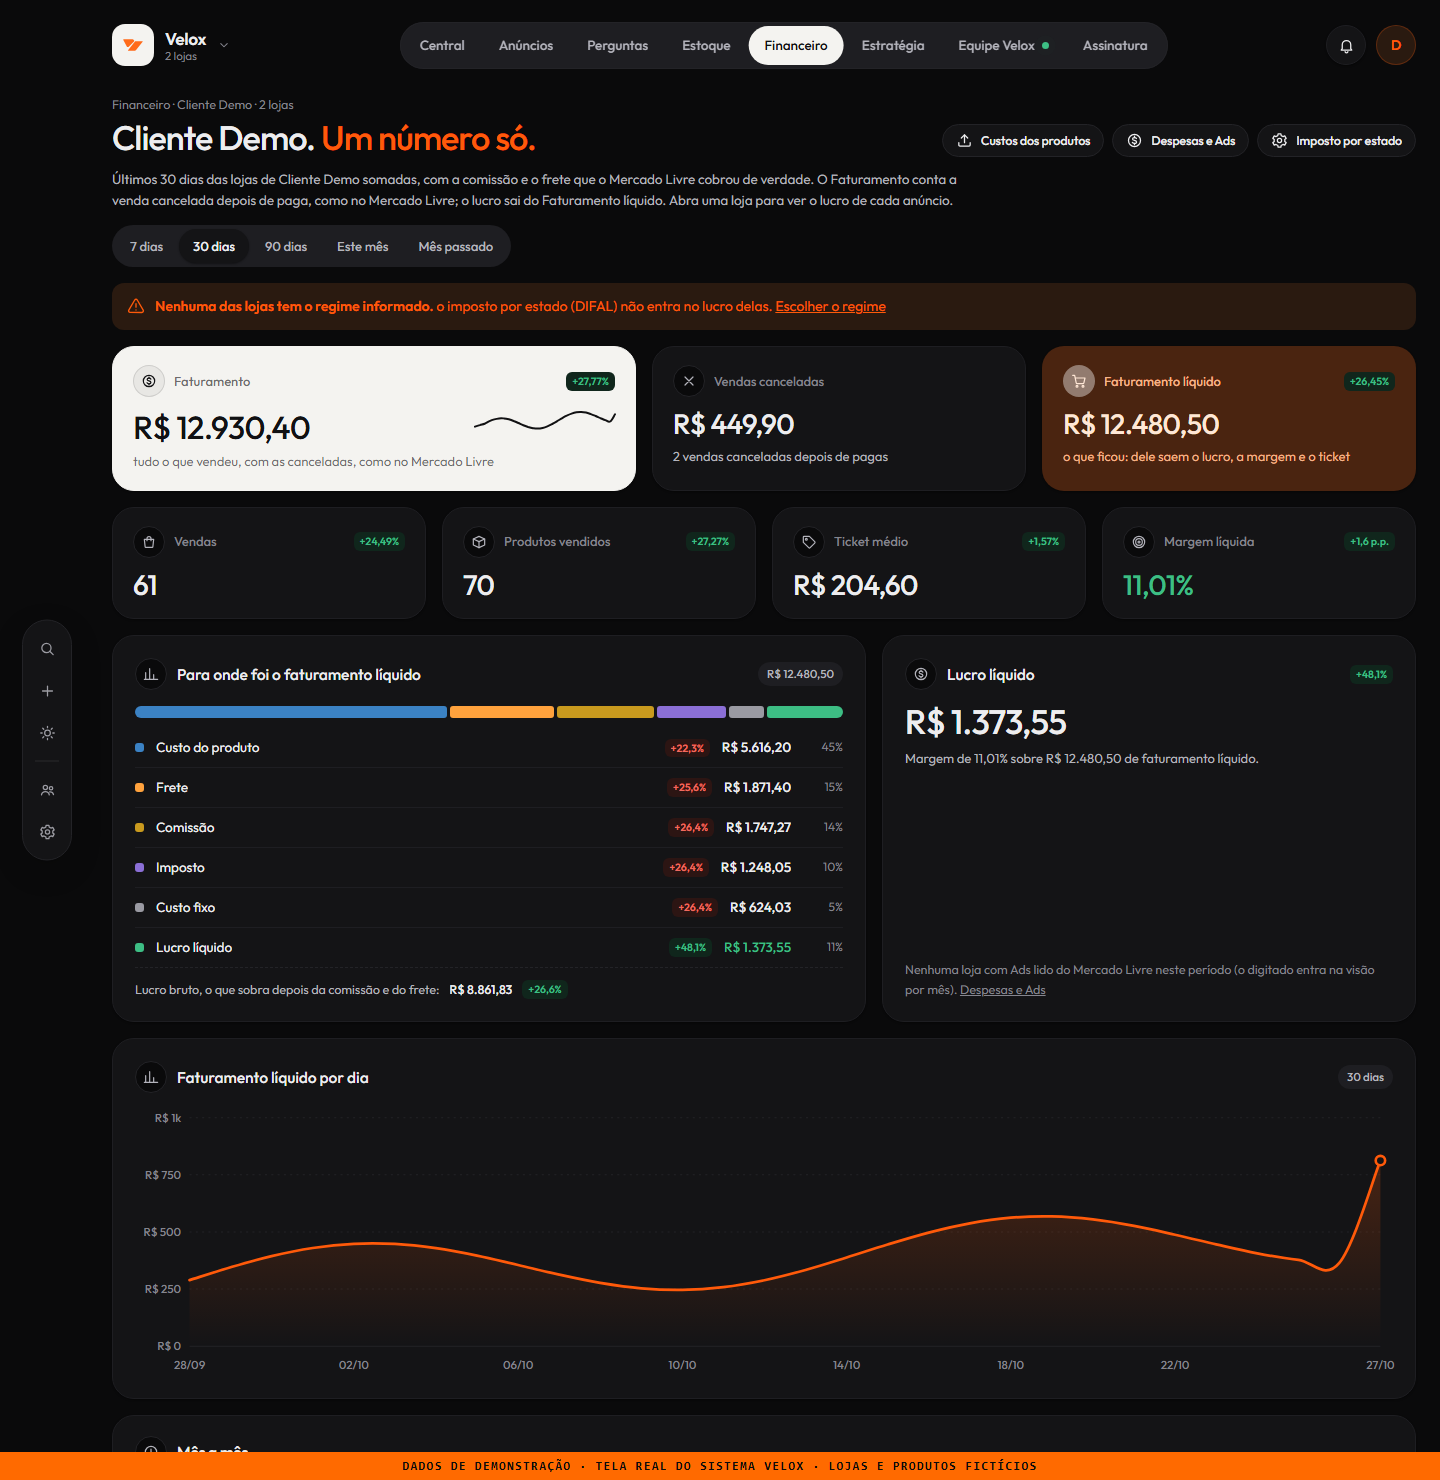 Velox
2 lojas
Central
Anúncios
Perguntas
Estoque
Financeiro
Estratégia
Equipe Velox
Assinatura
D
Financeiro · Cliente Demo · 2 lojas
Cliente Demo. Um número só.
Custos dos produtos
Despesas e Ads
Imposto por estado
Últimos 30 dias das lojas de Cliente Demo somadas, com a comissão e o frete que o Mercado Livre cobrou de verdade. O Faturamento conta a
venda cancelada depois de paga, como no Mercado Livre; o lucro sai do Faturamento líquido. Abra uma loja para ver o lucro de cada anúncio.
7 dias
30 dias
90 dias
Este mês
Mês passado
Nenhuma das lojas tem o regime informado. o imposto por estado (DIFAL) não entra no lucro delas. Escolher o regime
Faturamento
+27,77%
R$ 12.930,40
tudo o que vendeu, com as canceladas, como no Mercado Livre
Vendas canceladas
R$ 449,90
2 vendas canceladas depois de pagas
Faturamento líquido
+26,45%
R$ 12.480,50
o que ficou: dele saem o lucro, a margem e o ticket
Vendas
+24,49%
61
Produtos vendidos
+27,27%
70
Ticket médio
+1,57%
R$ 204,60
Margem líquida
+1,6 p.p.
11,01%
Para onde foi o faturamento líquido
R$ 12.480,50
Custo do produto +22,3% R$ 5.616,20 45%
Frete +25,6% R$ 1.871,40 15%
Comissão +26,4% R$ 1.747,27 14%
Imposto +26,4% R$ 1.248,05 10%
Custo fixo +26,4% R$ 624,03 5%
Lucro líquido +48,1% R$ 1.373,55 11%
Lucro bruto, o que sobra depois da comissão e do frete: R$ 8.861,83 +26,6%
Lucro líquido
+48,1%
R$ 1.373,55
Margem de 11,01% sobre R$ 12.480,50 de faturamento líquido.
Nenhuma loja com Ads lido do Mercado Livre neste período (o digitado entra na visão
por mês). Despesas e Ads
Faturamento líquido por dia
30 dias
R$ 1k
R$ 750
R$ 500
R$ 250
R$ 0
28/09
02/10
06/10
10/10
14/10
18/10
22/10
27/10
Mês a mês
DADOS DE DEMONSTRAÇÃO · TELA REAL DO SISTEMA VELOX · LOJAS E PRODUTOS FICTÍCIOS